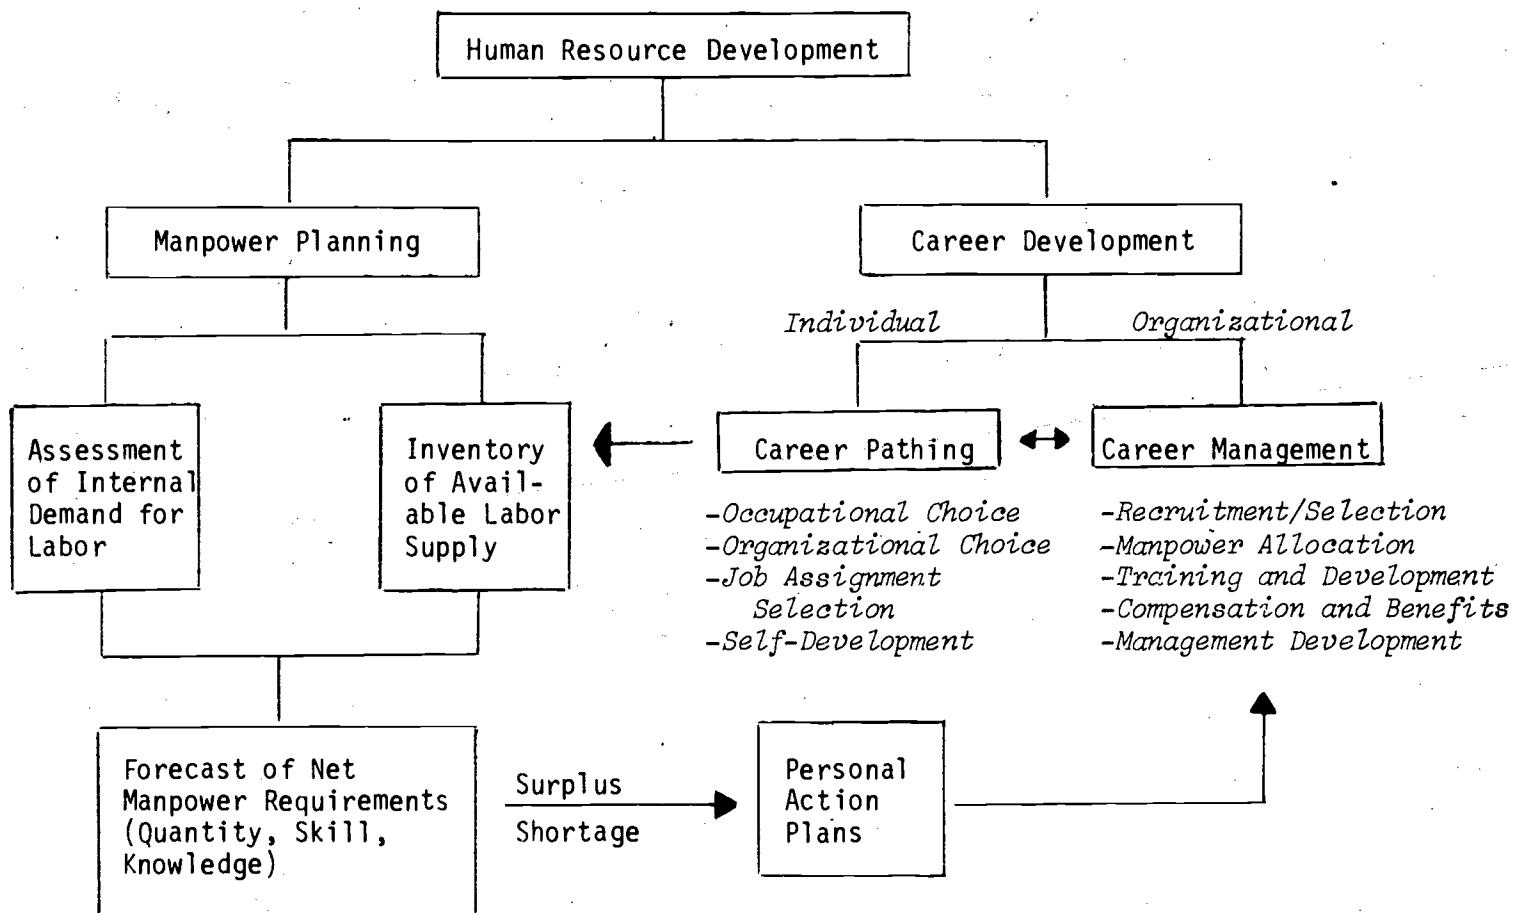 Human Resource Development
Manpower Planning
Career Development
Individual
Organizational
Assessment
of Internal
Demand for
Labor
Inventory
of Avail-
able Labor
Supply
Career Pathing
-Occupational Choice
-Organizational Choice
-Job Assignment
Selection
-Self-Development
Career Management
-Recruitment/Selection
-Manpower Allocation
-Training and Development
-Compensation and Benefits
-Management Development
Forecast of Net
Manpower Requirements
(Quantity, Skill,
Knowledge)
Surplus
Shortage
Personal
Action
Plans